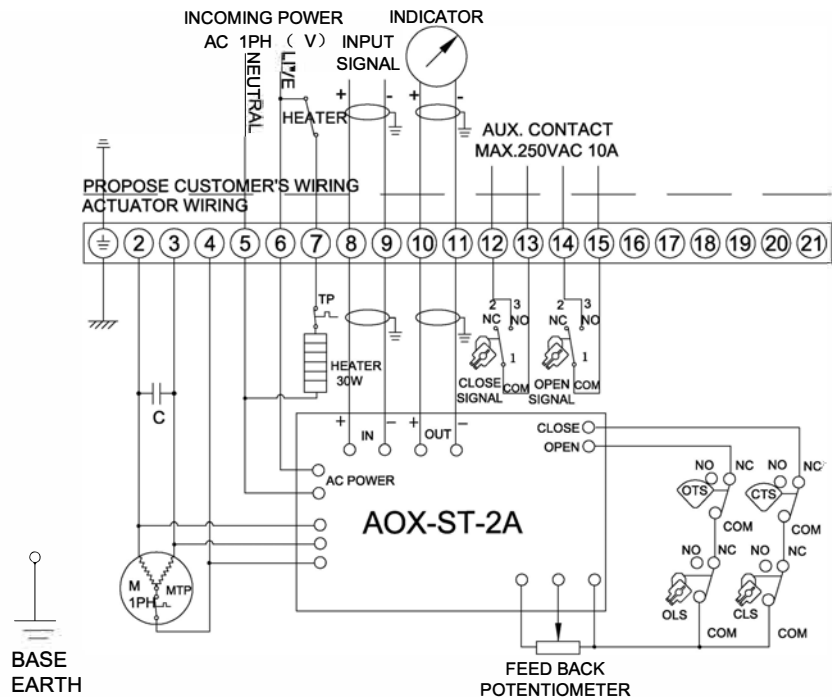 INCOMING POWER
AC 1PH ( V)
INPUT
SIGNAL
INDICATOR
NEUTRAL
LIVE
HEATER
+ -
+ -
AUX. CONTACT
MAX.250VAC 10A
PROPOSE CUSTOMER'S WIRING
ACTUATOR WIRING
2 3 4 5 6 7 8 9 10 11 12 13 14 15 16 17 18 19 20 21
TP
HEATER
30W
2 3
NC NO
1
COM
CLOSE
SIGNAL
2 3
NC NO
1
COM
OPEN
SIGNAL
C
+ IN -
+ OUT -
CLOSE
OPEN
AC POWER
AOX-ST-2A
NO NC
OTS
COM
NO NC
CTS
COM
NO NC
OLS
COM
NO NC
CLS
COM
M
1PH
MTP
BASE
EARTH
FEED BACK
POTENTIOMETER